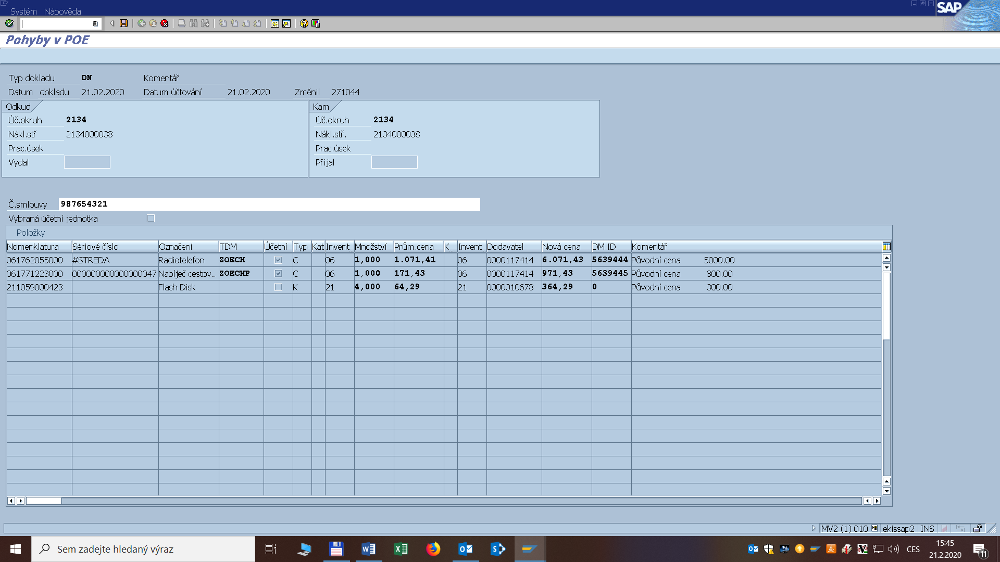 Systém Nápověda
SAP
Pohyby v POE
Typ dokladu DN Komentář
Datum dokladu 21.02.2020 Datum účtování 21.02.2020 Změnil 271044
Odkud
Úč.okruh 2134
Nákl.stř 2134000038
Prac.úsek
Vydal
Kam
Úč.okruh 2134
Nákl.stř. 2134000038
Prac.úsek
Přijal
Č.smlouvy 987654321
Vybraná účetní jednotka
Položky
Nomenklatura Sériové číslo Označení TDM Účetní Typ Kat Invent... Množství Prům.cena K... Invent... Dodavatel Nová cena DM ID Komentář
061762055000 #STREDA Radiotelefon ZOECH C 06 1,000 1.071,41 06 0000117414 6.071,43 5639444 Původní cena 5000.00
061771223000 000000000000000047 Nabíječ cestov... ZOECHP C 06 1,000 171,43 06 0000117414 971,43 5639445 Původní cena 800.00
211059000423 Flash Disk K 21 4,000 64,29 21 0000010678 364,29 0 Původní cena 300.00
MV2 (1) 010 ekissap2 INS
Sem zadejte hledaný výraz
CES
15:45
21.2.2020
11